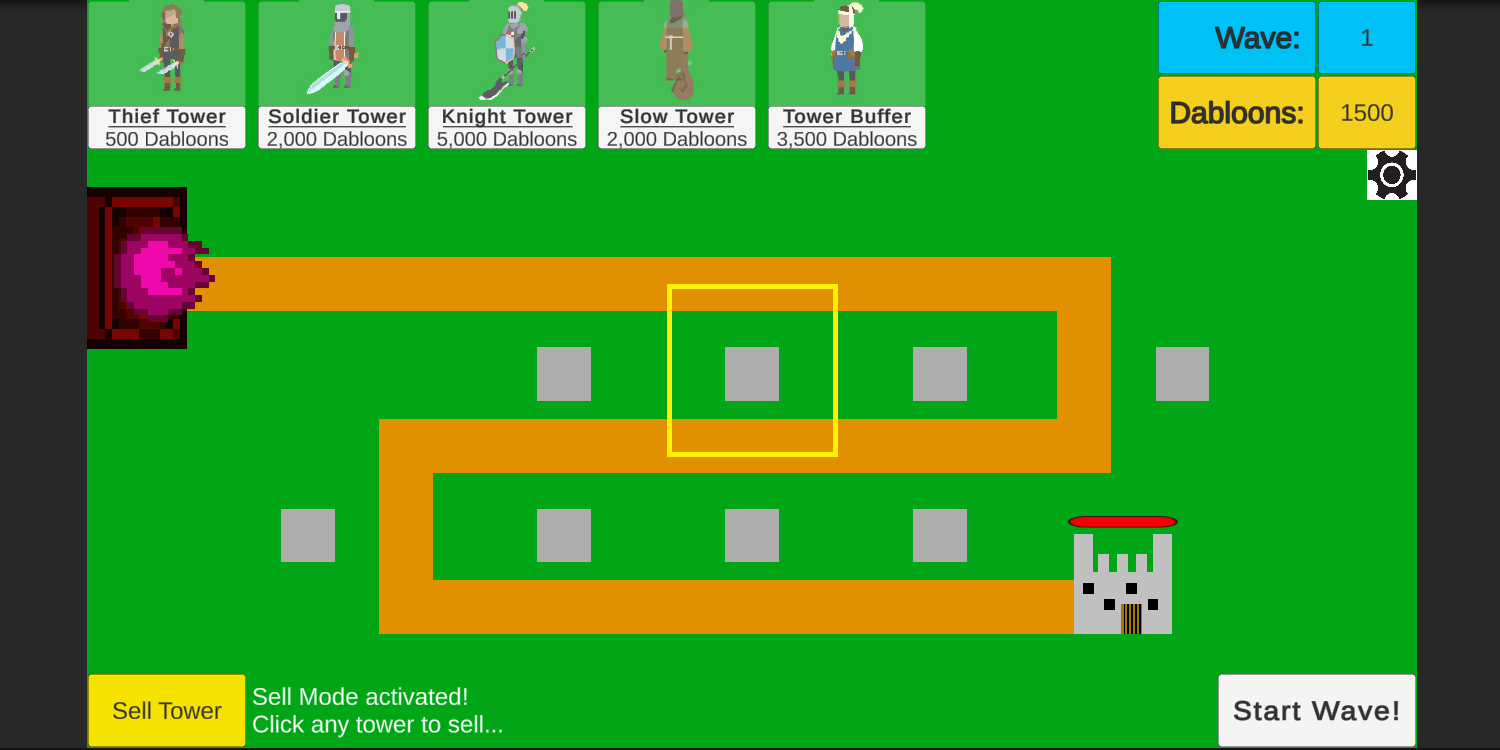 Thief Tower
500 Dabloons
Soldier Tower
2,000 Dabloons
Knight Tower
5,000 Dabloons
Slow Tower
2,000 Dabloons
Tower Buffer
3,500 Dabloons
Wave: 1
Dabloons: 1500
Sell Tower
Sell Mode activated!
Click any tower to sell...
Start Wave!